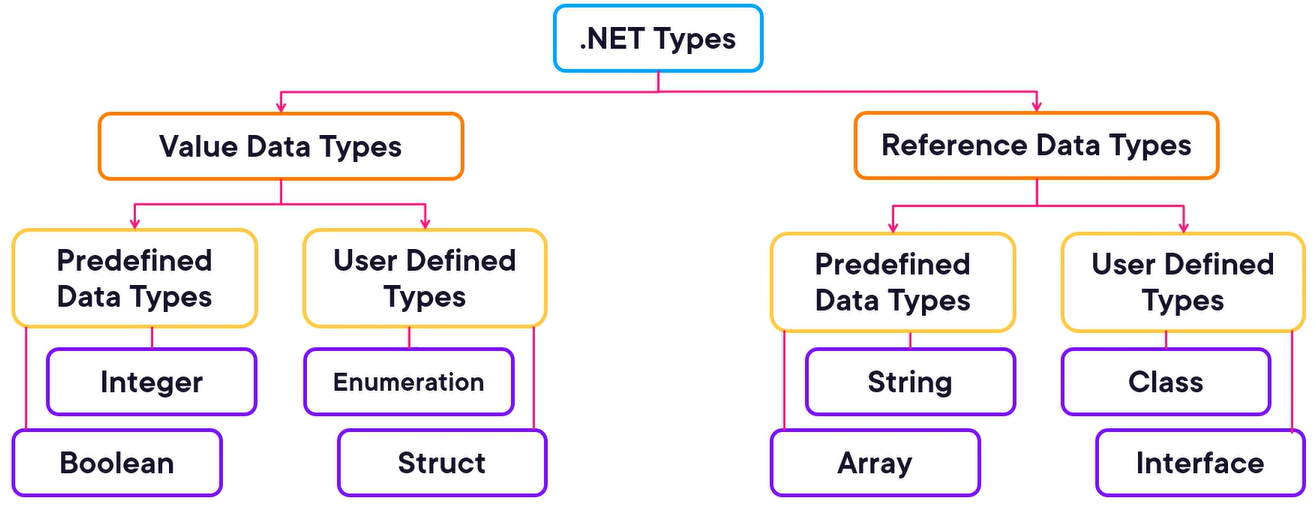 .NET Types
Value Data Types
Reference Data Types
Predefined
Data Types
User Defined
Types
Predefined
Data Types
User Defined
Types
Integer
Enumeration
String
Class
Boolean
Struct
Array
Interface